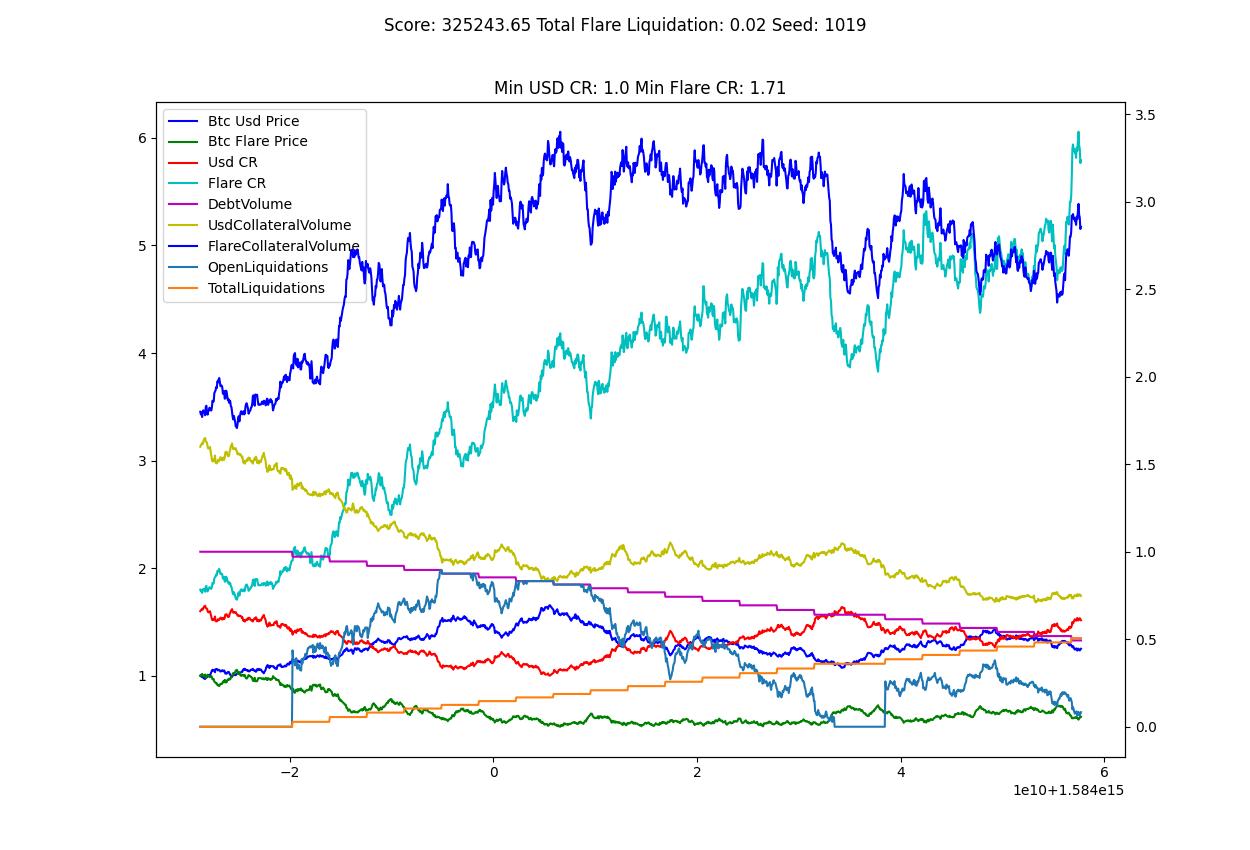 Score: 325243.65 Total Flare Liquidation: 0.02 Seed: 1019
Min USD CR: 1.0 Min Flare CR: 1.71
Btc Usd Price
Btc Flare Price
Usd CR
Flare CR
DebtVolume
UsdCollateralVolume
FlareCollateralVolume
OpenLiquidations
TotalLiquidations
6
5
4
3
2
1
3.5
3.0
2.5
2.0
1.5
1.0
0.5
0.0
−2
0
2
4
6
1e10+1.584e15